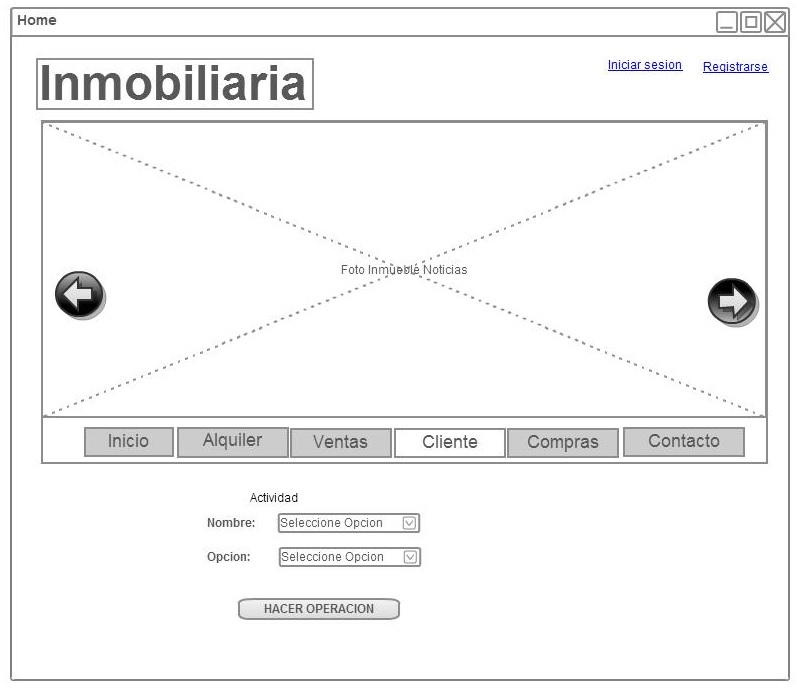 Home
Inmobiliaria
Iniciar sesion
Registrarse
Foto Inmueble Noticias
Inicio Alquiler Ventas Cliente Compras Contacto
Actividad
Nombre: Seleccione Opcion
Opcion: Seleccione Opcion
HACER OPERACION